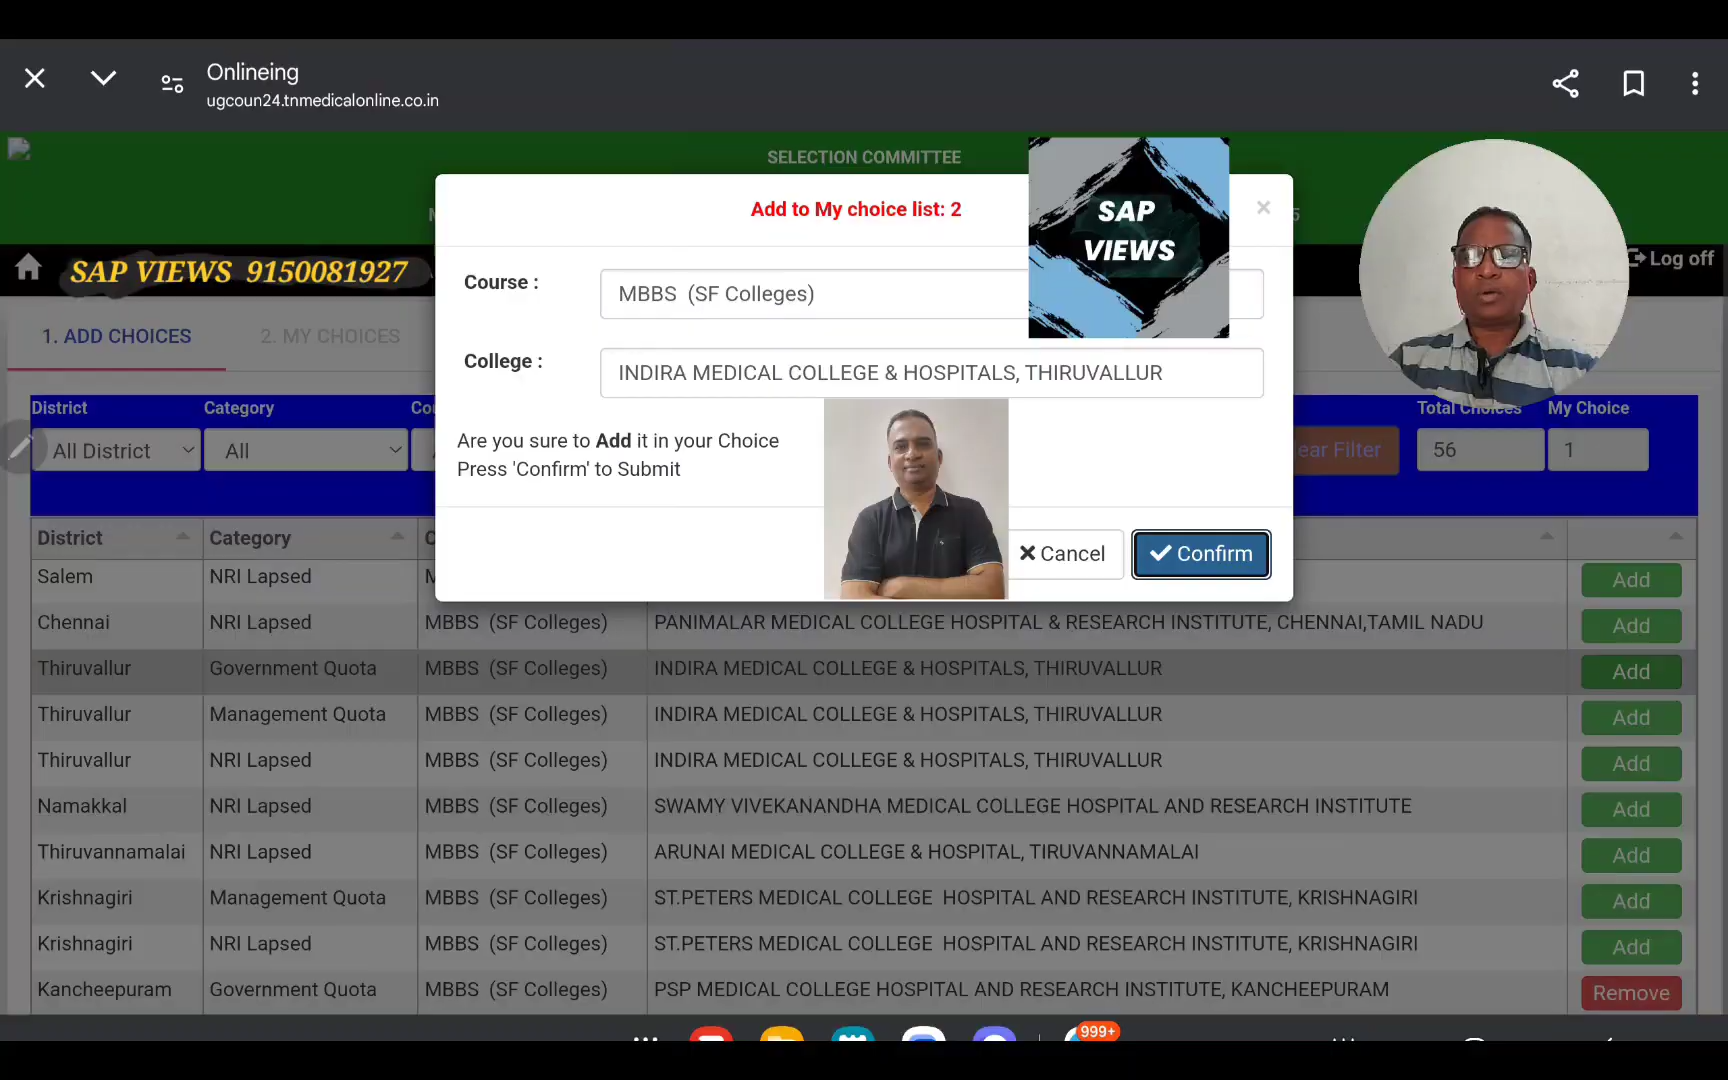 Onlineing
ugcoun24.tnmedicalonline.co.in
SELECTION COMMITTEE
Add to My choice list: 2
×
SAP
VIEWS
SAP VIEWS 9150081927
Log off
Course :
MBBS (SF Colleges)
1. ADD CHOICES
2. MY CHOICES
College :
INDIRA MEDICAL COLLEGE & HOSPITALS, THIRUVALLUR
District
Category
Total Choices
My Choice
All District
All
ear Filter
56
1
Are you sure to Add it in your Choice
Press 'Confirm' to Submit
Cancel
Confirm
District
Category
Salem
NRI Lapsed
Add
Chennai
NRI Lapsed
MBBS (SF Colleges)
PANIMALAR MEDICAL COLLEGE HOSPITAL & RESEARCH INSTITUTE, CHENNAI,TAMIL NADU
Add
Thiruvallur
Government Quota
MBBS (SF Colleges)
INDIRA MEDICAL COLLEGE & HOSPITALS, THIRUVALLUR
Add
Thiruvallur
Management Quota
MBBS (SF Colleges)
INDIRA MEDICAL COLLEGE & HOSPITALS, THIRUVALLUR
Add
Thiruvallur
NRI Lapsed
MBBS (SF Colleges)
INDIRA MEDICAL COLLEGE & HOSPITALS, THIRUVALLUR
Add
Namakkal
NRI Lapsed
MBBS (SF Colleges)
SWAMY VIVEKANANDHA MEDICAL COLLEGE HOSPITAL AND RESEARCH INSTITUTE
Add
Thiruvannamalai
NRI Lapsed
MBBS (SF Colleges)
ARUNAI MEDICAL COLLEGE & HOSPITAL, TIRUVANNAMALAI
Add
Krishnagiri
Management Quota
MBBS (SF Colleges)
ST.PETERS MEDICAL COLLEGE HOSPITAL AND RESEARCH INSTITUTE, KRISHNAGIRI
Add
Krishnagiri
NRI Lapsed
MBBS (SF Colleges)
ST.PETERS MEDICAL COLLEGE HOSPITAL AND RESEARCH INSTITUTE, KRISHNAGIRI
Add
Kancheepuram
Government Quota
MBBS (SF Colleges)
PSP MEDICAL COLLEGE HOSPITAL AND RESEARCH INSTITUTE, KANCHEEPURAM
Remove
999+